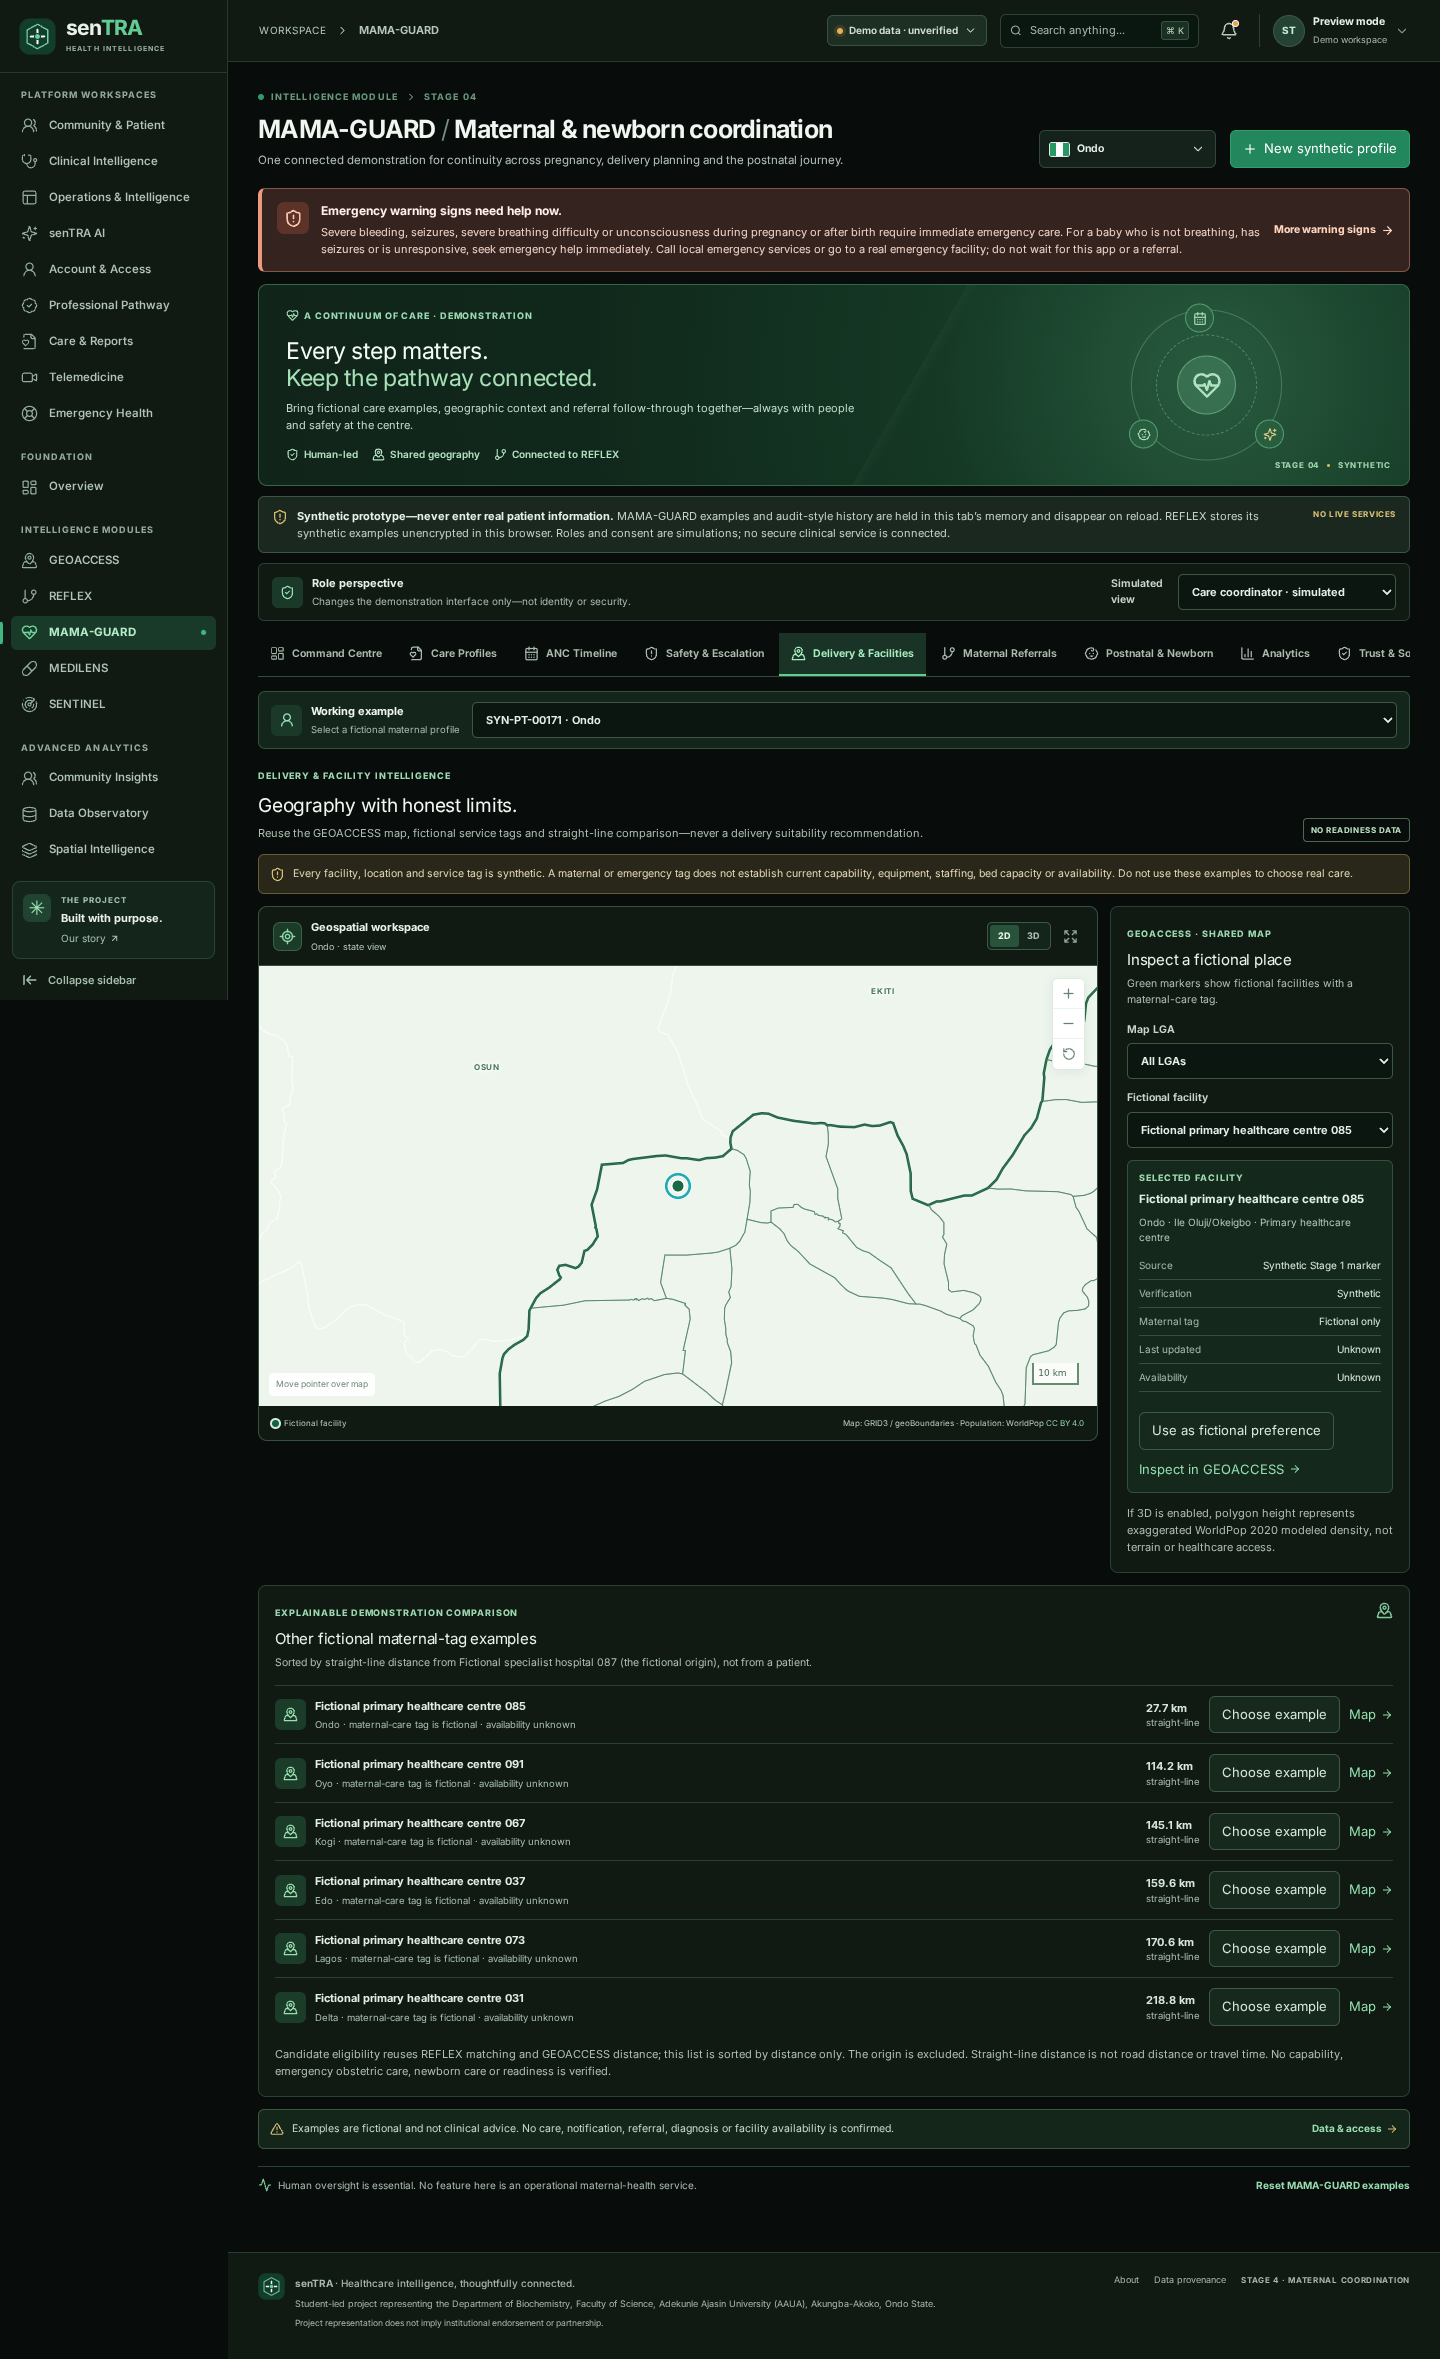 senTRA
HEALTH INTELLIGENCE
PLATFORM WORKSPACES
Community & Patient
Clinical Intelligence
Operations & Intelligence
senTRA AI
Account & Access
Professional Pathway
Care & Reports
Telemedicine
Emergency Health
FOUNDATION
Overview
INTELLIGENCE MODULES
GEOACCESS
REFLEX
MAMA-GUARD
MEDILENS
SENTINEL
ADVANCED ANALYTICS
Community Insights
Data Observatory
Spatial Intelligence
THE PROJECT
Built with purpose.
Our story
Collapse sidebar
WORKSPACE > MAMA-GUARD
Demo data · unverified
Search anything...
⌘ K
ST
Preview mode
Demo workspace
INTELLIGENCE MODULE > STAGE 04
MAMA-GUARD / Maternal & newborn coordination
One connected demonstration for continuity across pregnancy, delivery planning and the postnatal journey.
Ondo
New synthetic profile
Emergency warning signs need help now.
Severe bleeding, seizures, severe breathing difficulty or unconsciousness during pregnancy or after birth require immediate emergency care. For a baby who is not breathing, has
seizures or is unresponsive, seek emergency help immediately. Call local emergency services or go to a real emergency facility; do not wait for this app or a referral.
More warning signs →
A CONTINUUM OF CARE · DEMONSTRATION
Every step matters.
Keep the pathway connected.
Bring fictional care examples, geographic context and referral follow-through together—always with people
and safety at the centre.
Human-led
Shared geography
Connected to REFLEX
STAGE 04 • SYNTHETIC
Synthetic prototype—never enter real patient information. MAMA-GUARD examples and audit-style history are held in this tab's memory and disappear on reload. REFLEX stores its
synthetic examples unencrypted in this browser. Roles and consent are simulations; no secure clinical service is connected.
NO LIVE SERVICES
Role perspective
Changes the demonstration interface only—not identity or security.
Simulated
view
Care coordinator · simulated
Command Centre
Care Profiles
ANC Timeline
Safety & Escalation
Delivery & Facilities
Maternal Referrals
Postnatal & Newborn
Analytics
Trust & So
Working example
Select a fictional maternal profile
SYN-PT-00171 · Ondo
DELIVERY & FACILITY INTELLIGENCE
Geography with honest limits.
Reuse the GEOACCESS map, fictional service tags and straight-line comparison—never a delivery suitability recommendation.
NO READINESS DATA
Every facility, location and service tag is synthetic. A maternal or emergency tag does not establish current capability, equipment, staffing, bed capacity or availability. Do not use these examples to choose real care.
Geospatial workspace
Ondo · state view
2D
3D
EKITI
OSUN
10 km
Move pointer over map
Fictional facility
Map: GRID3 / geoBoundaries · Population: WorldPop CC BY 4.0
GEOACCESS · SHARED MAP
Inspect a fictional place
Green markers show fictional facilities with a
maternal-care tag.
Map LGA
All LGAs
Fictional facility
Fictional primary healthcare centre 085
SELECTED FACILITY
Fictional primary healthcare centre 085
Ondo · Ile Oluji/Okeigbo · Primary healthcare
centre
Source Synthetic Stage 1 marker
Verification Synthetic
Maternal tag Fictional only
Last updated Unknown
Availability Unknown
Use as fictional preference
Inspect in GEOACCESS →
If 3D is enabled, polygon height represents
exaggerated WorldPop 2020 modeled density, not
terrain or healthcare access.
EXPLAINABLE DEMONSTRATION COMPARISON
Other fictional maternal-tag examples
Sorted by straight-line distance from Fictional specialist hospital 087 (the fictional origin), not from a patient.
Fictional primary healthcare centre 085
Ondo · maternal-care tag is fictional · availability unknown
27.7 km
straight-line
Choose example
Map →
Fictional primary healthcare centre 091
Oyo · maternal-care tag is fictional · availability unknown
114.2 km
straight-line
Choose example
Map →
Fictional primary healthcare centre 067
Kogi · maternal-care tag is fictional · availability unknown
145.1 km
straight-line
Choose example
Map →
Fictional primary healthcare centre 037
Edo · maternal-care tag is fictional · availability unknown
159.6 km
straight-line
Choose example
Map →
Fictional primary healthcare centre 073
Lagos · maternal-care tag is fictional · availability unknown
170.6 km
straight-line
Choose example
Map →
Fictional primary healthcare centre 031
Delta · maternal-care tag is fictional · availability unknown
218.8 km
straight-line
Choose example
Map →
Candidate eligibility reuses REFLEX matching and GEOACCESS distance; this list is sorted by distance only. The origin is excluded. Straight-line distance is not road distance or travel time. No capability,
emergency obstetric care, newborn care or readiness is verified.
Examples are fictional and not clinical advice. No care, notification, referral, diagnosis or facility availability is confirmed.
Data & access →
Human oversight is essential. No feature here is an operational maternal-health service.
Reset MAMA-GUARD examples
senTRA · Healthcare intelligence, thoughtfully connected.
Student-led project representing the Department of Biochemistry, Faculty of Science, Adekunle Ajasin University (AAUA), Akungba-Akoko, Ondo State.
Project representation does not imply institutional endorsement or partnership.
About
Data provenance
STAGE 4 · MATERNAL COORDINATION